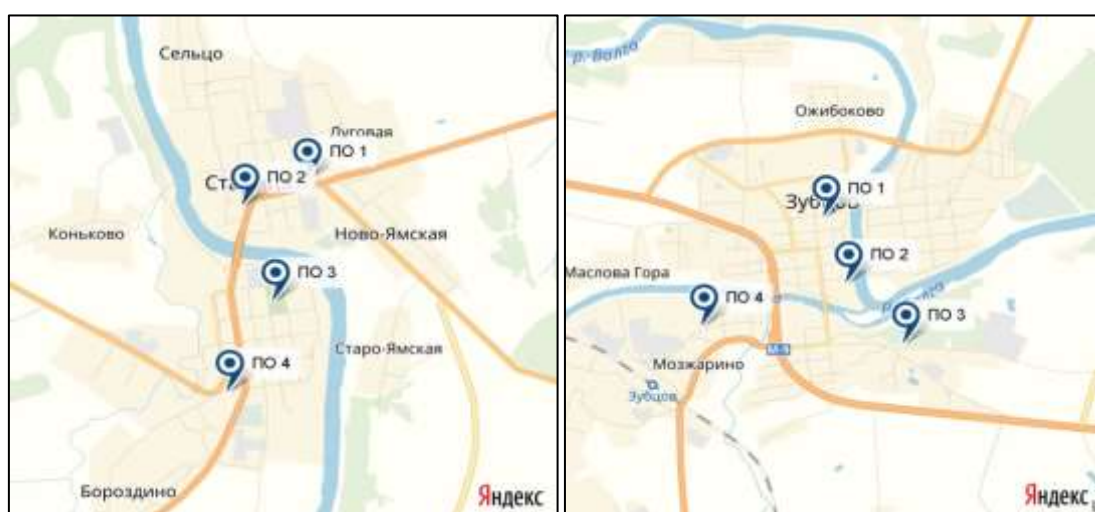 Сельцо
Луговая
ПО 1
ПО 2
Коньково
Ново-Ямская
ПО 3
Старо-Ямская
ПО 4
Бороздино
Яндекс
р. Волга
Ожибоково
ПО 1
Зубцов
ПО 2
Маслова Гора
ПО 4
ПО 3
М-9
Мозжарино
Зубцов
Яндекс